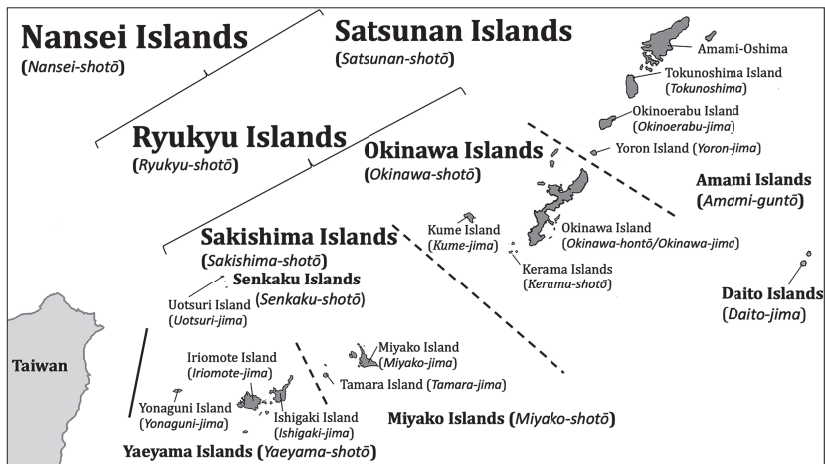 Nansei Islands
(Nansei-shotō)
Satsunan Islands
(Satsunan-shotō)
Amami-Oshima
Tokunoshima Island
(Tokunoshima)
Okinoerabu Island
(Okinoerabu-jima)
Yoron Island (Yoron-jima)
Amami Islands
(Amami-guntō)
Ryukyu Islands
(Ryukyu-shotō)
Okinawa Islands
(Okinawa-shotō)
Kume Island
(Kume-jima)
Okinawa Island
(Okinawa-hontō/Okinawa-jima)
Kerama Islands
(Kerama-shotō)
Daito Islands
(Daito-jima)
Sakishima Islands
(Sakishima-shotō)
Senkaku Islands
(Senkaku-shotō)
Uotsuri Island
(Uotsuri-jima)
Taiwan
Iriomote Island
(Iriomote-jima)
Miyako Island
(Miyako-jima)
Tamara Island (Tamara-jima)
Yonaguni Island
(Yonaguni-jima)
Ishigaki Island
(Ishigaki-jima)
Miyako Islands (Miyako-shotō)
Yaeyama Islands (Yaeyama-shotō)